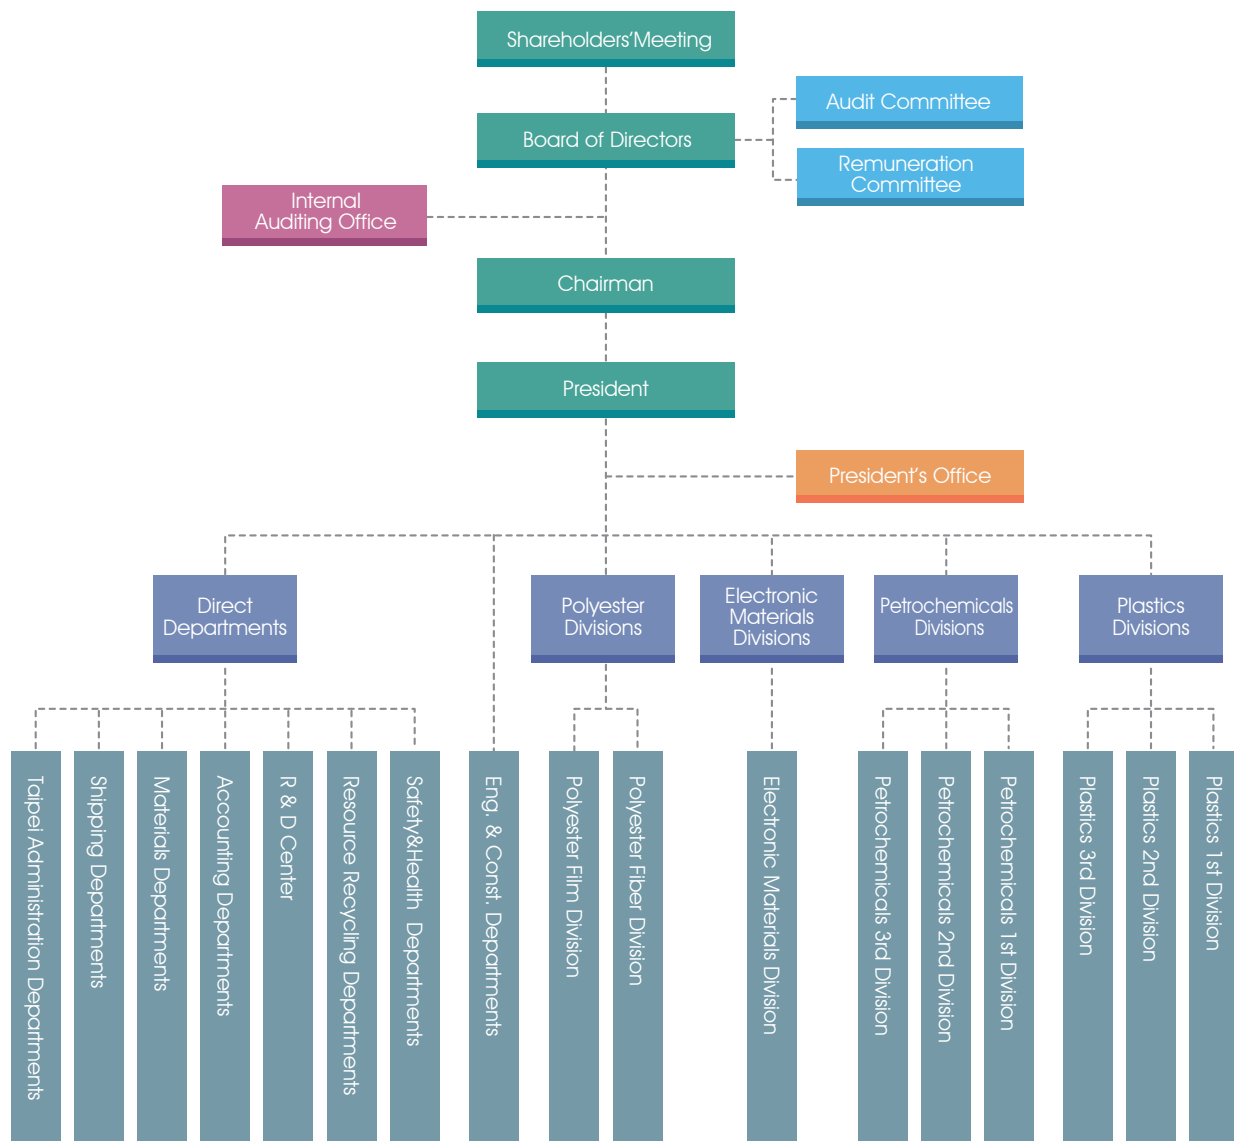 Shareholders’Meeting
Audit Committee
Board of Directors
Remuneration
Committee
Internal
Auditing Office
Chairman
President
President’s Office
Direct
Departments
Polyester
Divisions
Electronic
Materials
Divisions
Petrochemicals
Divisions
Plastics
Divisions
Taipei Administration Departments
Shipping Departments
Materials Departments
Accounting Departments
R & D Center
Resource Recycling Departments
Safety&Health Departments
Eng. & Const. Departments
Polyester Film Division
Polyester Fiber Division
Electronic Materials Division
Petrochemicals 3rd Division
Petrochemicals 2nd Division
Petrochemicals 1st Division
Plastics 3rd Division
Plastics 2nd Division
Plastics 1st Division